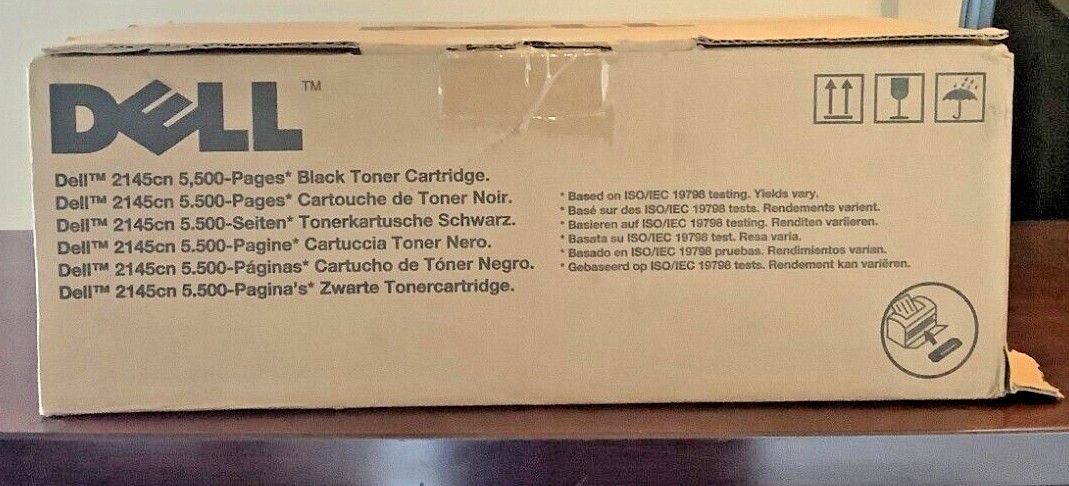 DELL™
Dell™ 2145cn 5,500-Pages* Black Toner Cartridge.
Dell™ 2145cn 5,500-Pages* Cartouche de Toner Noir.
Dell™ 2145cn 5.500-Seiten* Tonerkartusche Schwarz.
Dell™ 2145cn 5.500-Pagine* Cartuccia Toner Nero.
Dell™ 2145cn 5.500-Páginas* Cartucho de Tóner Negro.
Dell™ 2145cn 5.500-Pagina's* Zwarte Tonercartridge.
* Based on ISO/IEC 19798 testing. Yields vary.
* Basé sur des ISO/IEC 19798 tests. Rendements varient.
* Basieren auf ISO/IEC 19798 testing. Renditen variieren.
* Basata su ISO/IEC 19798 test. Resa varia.
* Basado en ISO/IEC 19798 pruebas. Rendimientos varían.
* Gebaseerd op ISO/IEC 19798 tests. Rendement kan variëren.